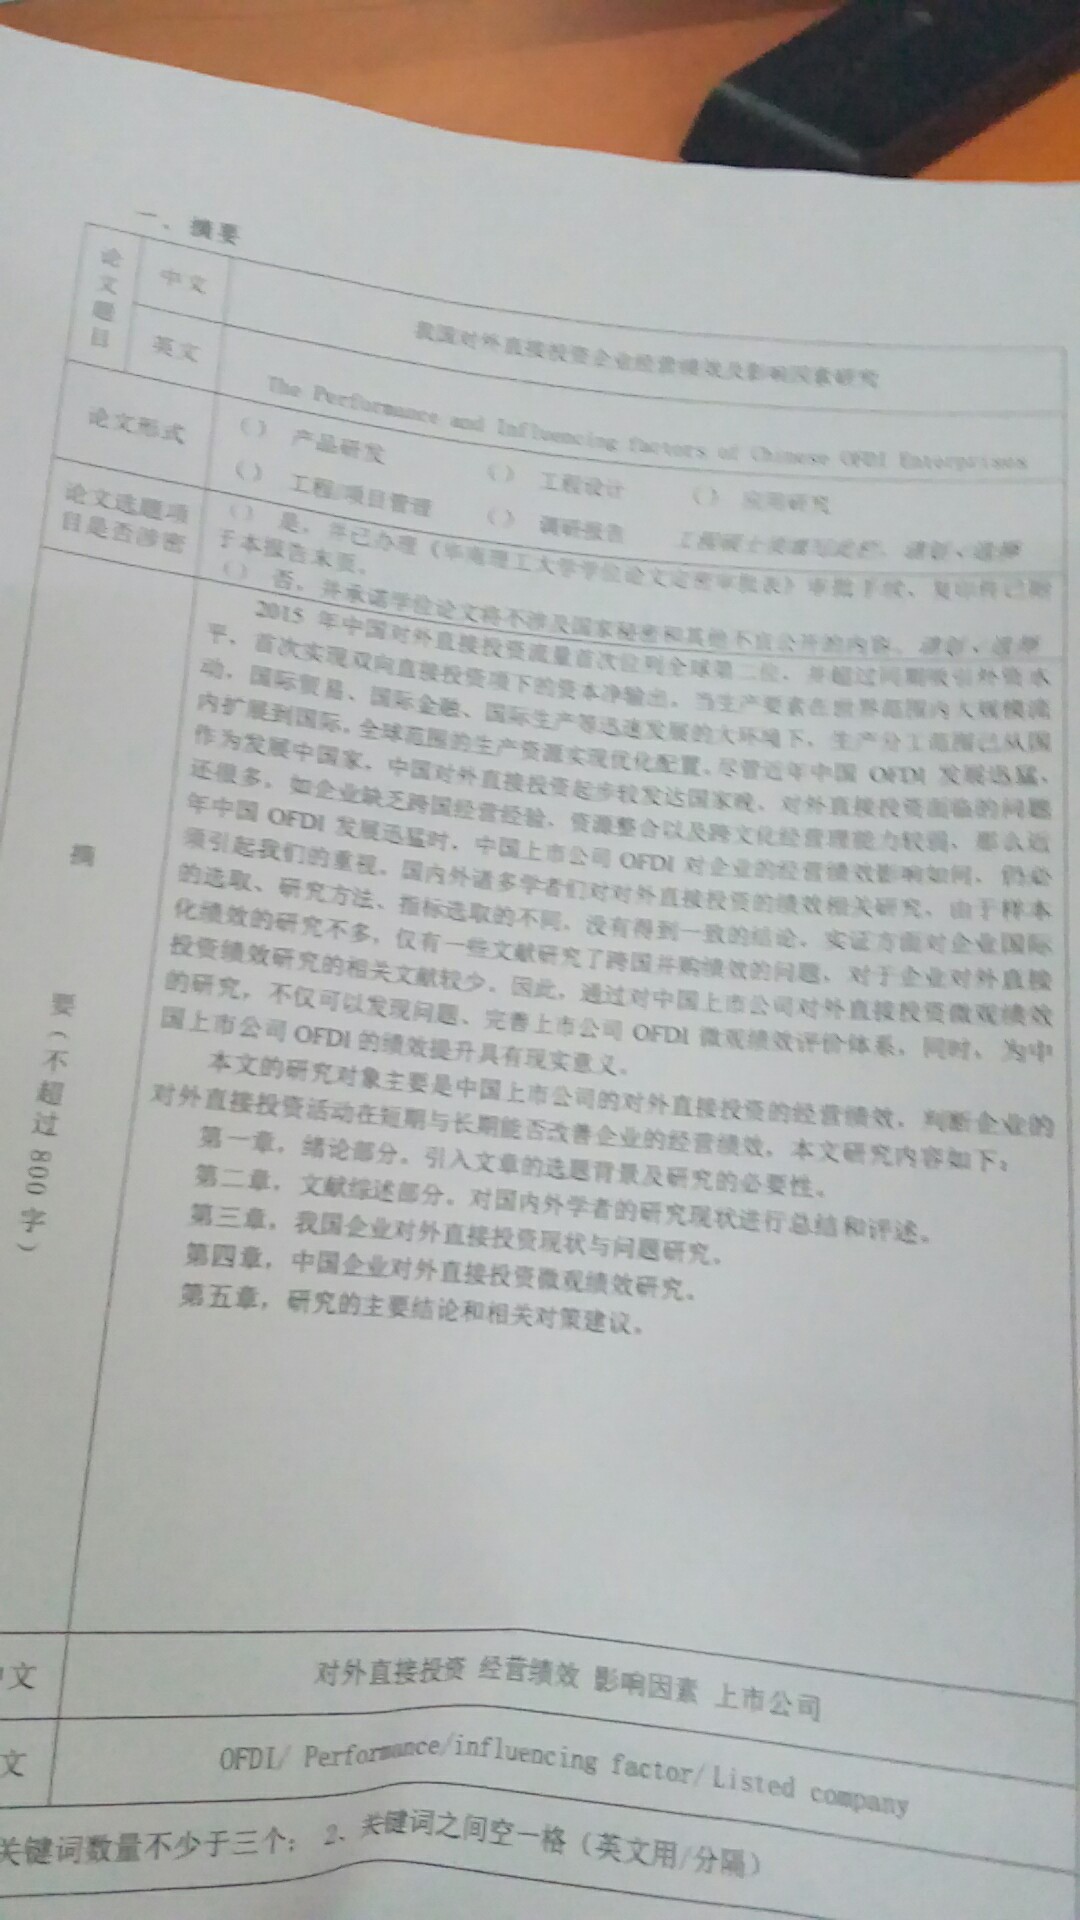 一、摘要
论文题目
中文
我国对外直接投资企业经营绩效及影响因素研究
英文
The Performance and Influencing factors of Chinese OFDI Enterprises
论文形式
() 产品研发 () 工程设计 () 应用研究
() 工程/项目管理 () 调研报告 工程硕士须填写此栏，请划√选择
论文选题项目是否涉密
() 是，并已办理《华南理工大学学位论文定密审批表》审批手续，复印件已附
于本报告末页。
() 否，并承诺学位论文将不涉及国家秘密和其他不宜公开的内容。请划√选择
摘要（不超过800字）
2015 年中国对外直接投资流量首次位列全球第二位，并超过同期吸引外资水
平，首次实现双向直接投资项下的资本净输出。当生产要素在世界范围内大规模流
动，国际贸易、国际金融、国际生产等迅速发展的大环境下，生产分工范围已从国
内扩展到国际，全球范围的生产资源实现优化配置。尽管近年中国 OFDI 发展迅猛，
作为发展中国家，中国对外直接投资起步较发达国家晚，对外直接投资面临的问题
还很多，如企业缺乏跨国经营经验、资源整合以及跨文化经营理能力较弱，那么近
年中国 OFDI 发展迅猛时，中国上市公司 OFDI 对企业的经营绩效影响如何，仍必
须引起我们的重视。国内外诸多学者们对对外直接投资的绩效相关研究，由于样本
的选取、研究方法、指标选取的不同，没有得到一致的结论。实证方面对企业国际
化绩效的研究不多，仅有一些文献研究了跨国并购绩效的问题，对于企业对外直接
投资绩效研究的相关文献较少。因此，通过对中国上市公司对外直接投资微观绩效
的研究，不仅可以发现问题、完善上市公司 OFDI 微观绩效评价体系，同时，为中
国上市公司 OFDI 的绩效提升具有现实意义。
本文的研究对象主要是中国上市公司的对外直接投资的经营绩效，判断企业的
对外直接投资活动在短期与长期能否改善企业的经营绩效。本文研究内容如下：
第一章，绪论部分。引入文章的选题背景及研究的必要性。
第二章，文献综述部分。对国内外学者的研究现状进行总结和评述。
第三章，我国企业对外直接投资现状与问题研究。
第四章，中国企业对外直接投资微观绩效研究。
第五章，研究的主要结论和相关对策建议。
文
对外直接投资 经营绩效 影响因素 上市公司
文
OFDI/ Performance/influencing factor/Listed company
关键词数量不少于三个；2、关键词之间空一格（英文用/分隔）